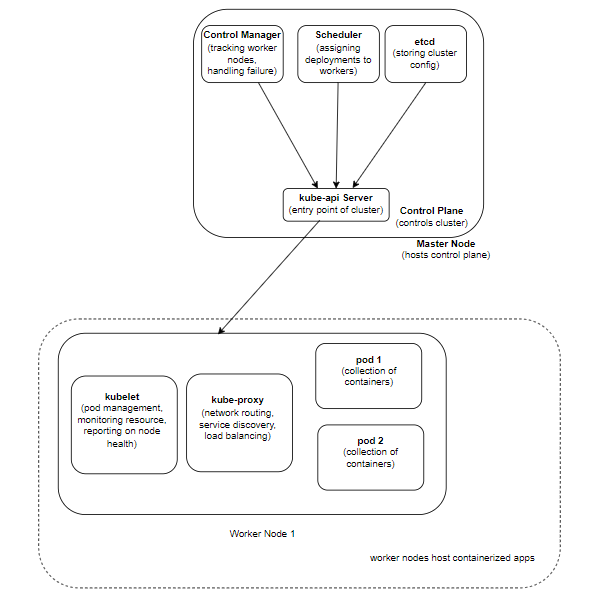 Control Manager
(tracking worker
nodes,
handling failure)
Scheduler
(assigning
deployments to
workers)
etcd
(storing cluster
config)
kube-api Server
(entry point of cluster)
Control Plane
(controls cluster)
Master Node
(hosts control plane)
kubelet
(pod management,
monitoring resource,
reporting on node
health)
kube-proxy
(network routing,
service discovery,
load balancing)
pod 1
(collection of
containers)
pod 2
(collection of
containers)
Worker Node 1
worker nodes host containerized apps